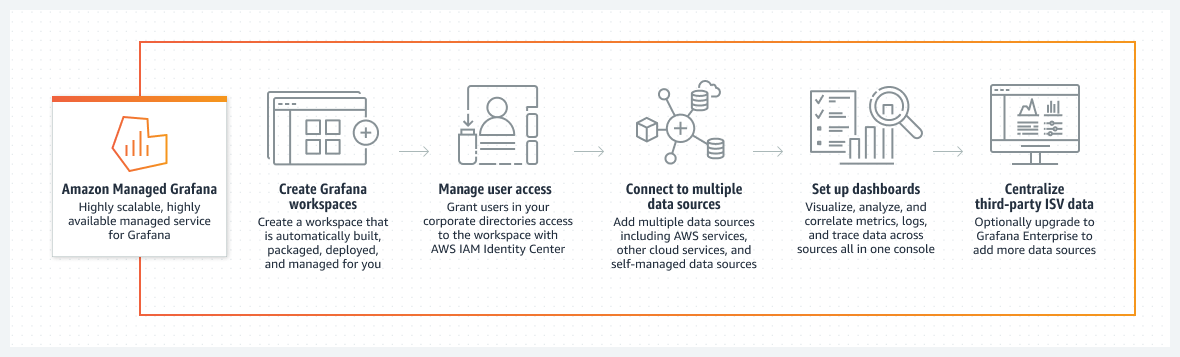 Amazon Managed Grafana
Highly scalable, highly
available managed service
for Grafana
Create Grafana
workspaces
Create a workspace that
is automatically built,
packaged, deployed,
and managed for you
Manage user access
Grant users in your
corporate directories access
to the workspace with
AWS IAM Identity Center
Connect to multiple
data sources
Add multiple data sources
including AWS services,
other cloud services, and
self-managed data sources
Set up dashboards
Visualize, analyze, and
correlate metrics, logs,
and trace data across
sources all in one console
Centralize
third-party ISV data
Optionally upgrade to
Grafana Enterprise to
add more data sources